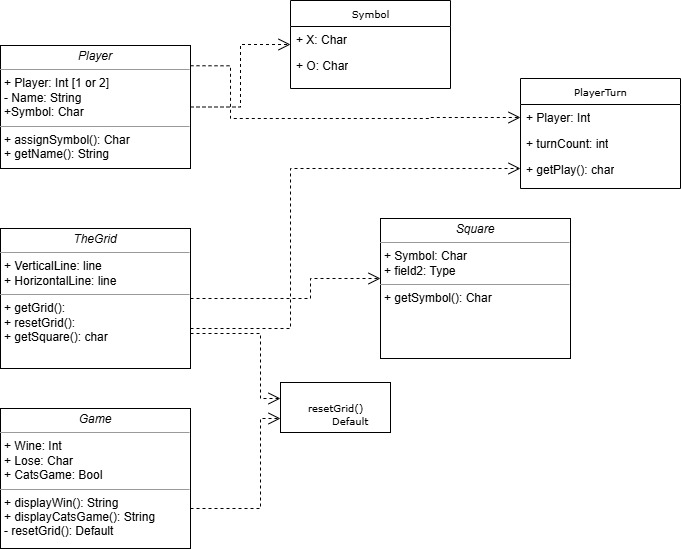 Symbol
+ X: Char
+ O: Char
Player
+ Player: Int [1 or 2]
- Name: String
+Symbol: Char
+ assignSymbol(): Char
+ getName(): String
PlayerTurn
+ Player: Int
+ turnCount: int
+ getPlay(): char
TheGrid
+ VerticalLine: line
+ HorizontalLine: line
+ getGrid():
+ resetGrid():
+ getSquare(): char
Square
+ Symbol: Char
+ field2: Type
+ getSymbol(): Char
resetGrid()
Default
Game
+ Wine: Int
+ Lose: Char
+ CatsGame: Bool
+ displayWin(): String
+ displayCatsGame(): String
- resetGrid(): Default